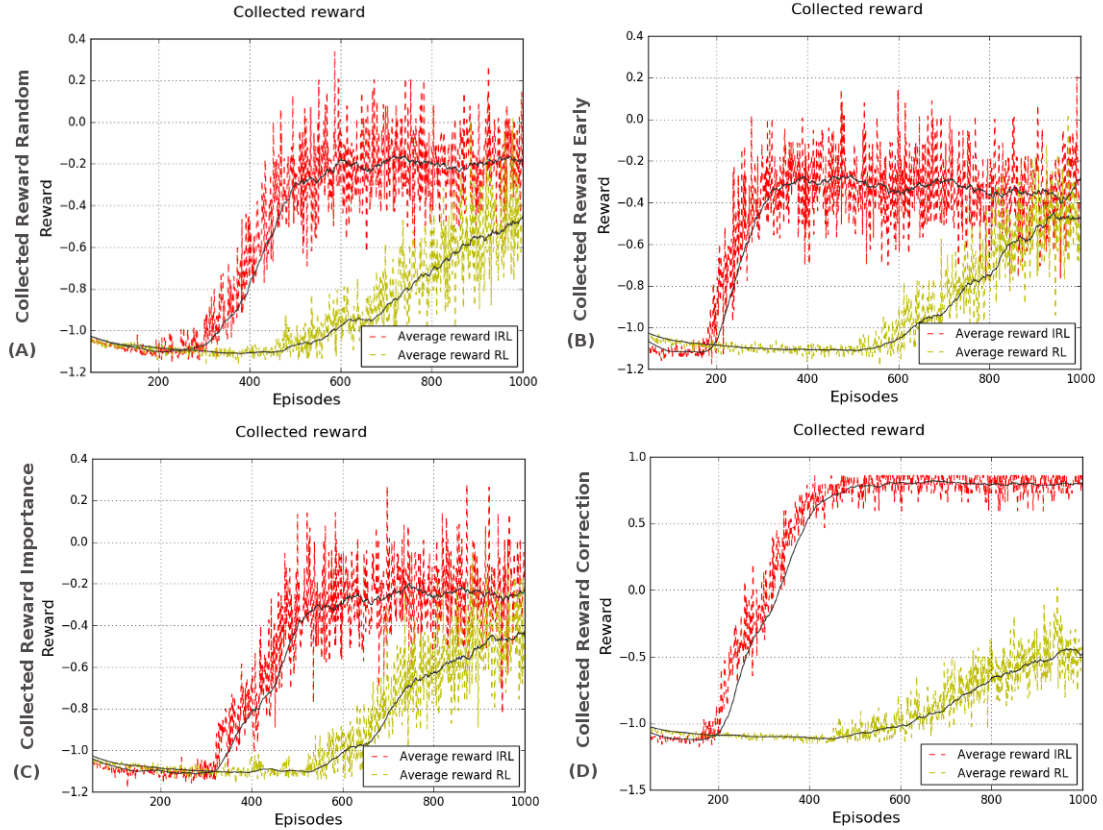 Collected reward
Collected Reward Random
Reward
0.4
0.2
0.0
−0.2
−0.4
−0.6
−0.8
−1.0
−1.2
200
400
600
800
1000
Episodes
Average reward IRL
Average reward RL
(A)
Collected reward
Collected Reward Early
Reward
0.4
0.2
0.0
−0.2
−0.4
−0.6
−0.8
−1.0
−1.2
200
400
600
800
1000
Episodes
Average reward IRL
Average reward RL
(B)
Collected reward
Collected Reward Importance
Reward
0.4
0.2
0.0
−0.2
−0.4
−0.6
−0.8
−1.0
−1.2
200
400
600
800
1000
Episodes
Average reward IRL
Average reward RL
(C)
Collected reward
Collected Reward Correction
Reward
1.0
0.5
0.0
−0.5
−1.0
−1.5
200
400
600
800
1000
Episodes
Average reward IRL
Average reward RL
(D)